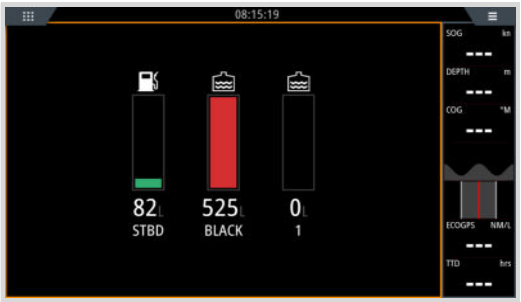 08:15:19
82L
STBD
525L
BLACK
0L
1
SOG kn
---
DEPTH m
---
COG °M
---
ECOGPS NM/L
---
TTD hrs
---